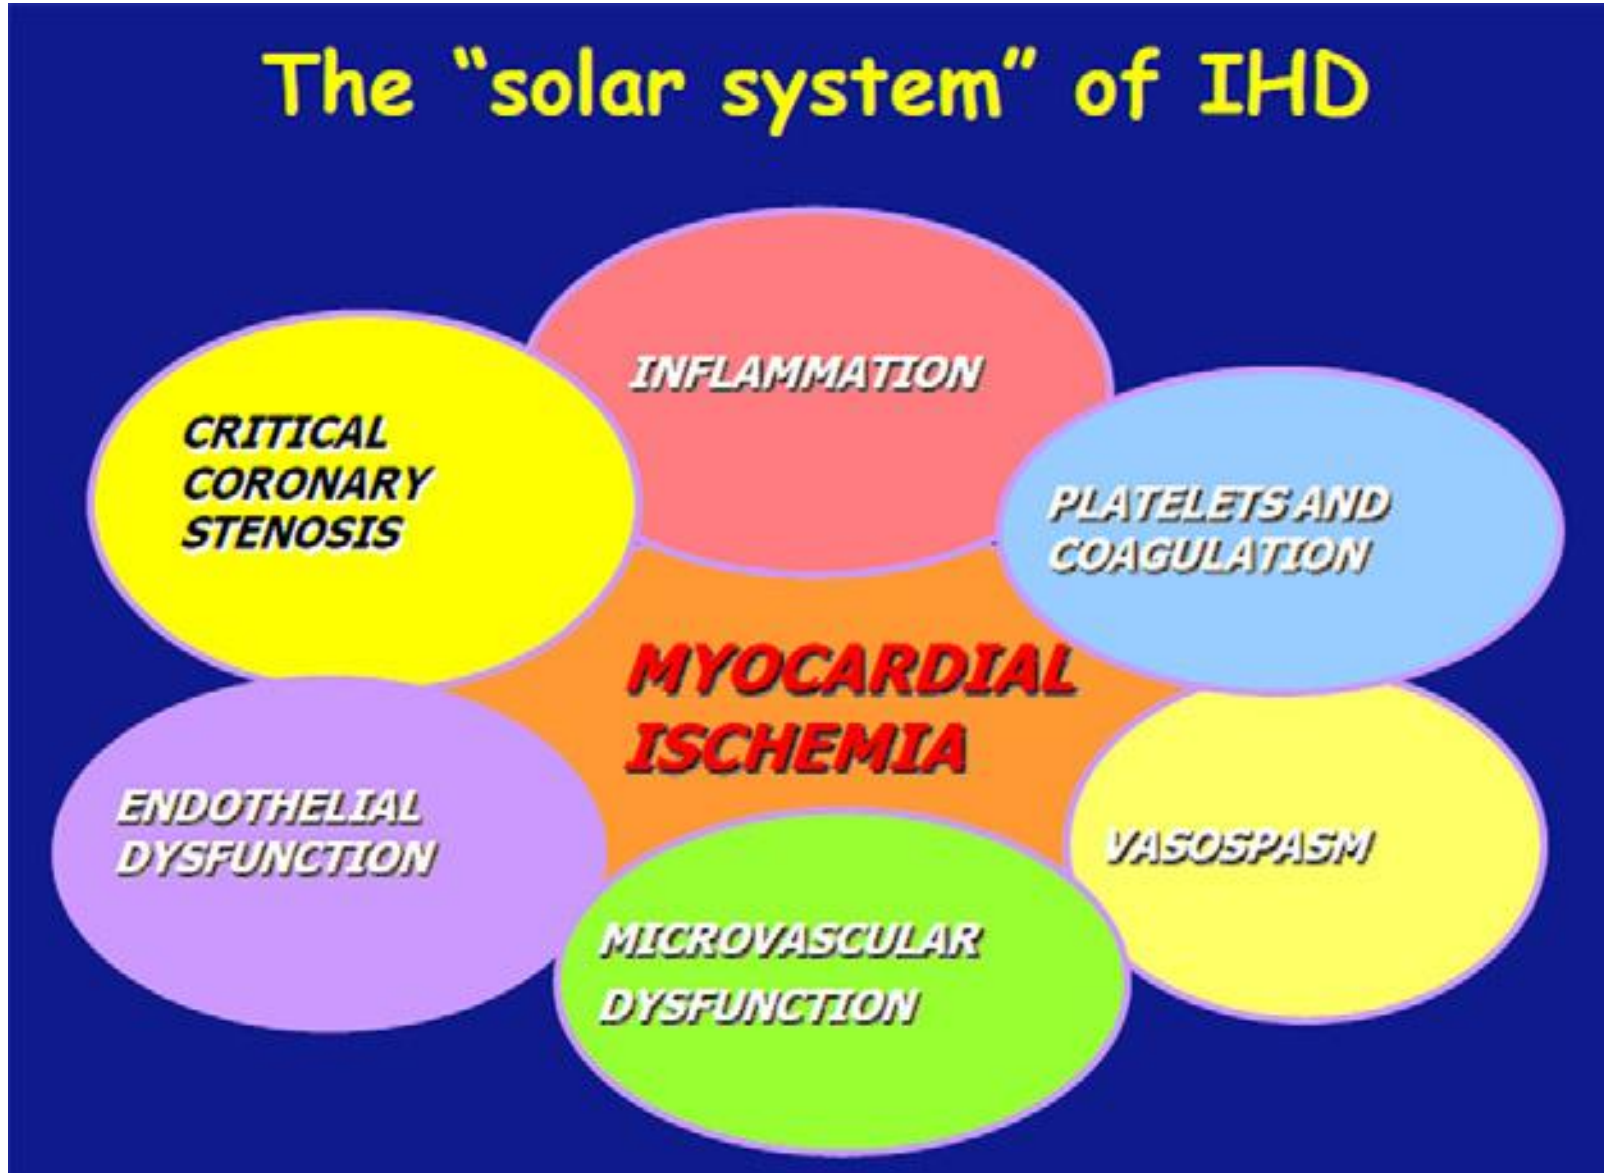 The “solar system” of IHD
INFLAMMATION
CRITICAL
CORONARY
STENOSIS
PLATELETS AND
COAGULATION
MYOCARDIAL
ISCHEMIA
ENDOTHELIAL
DYSFUNCTION
VASOSPASM
MICROVASCULAR
DYSFUNCTION